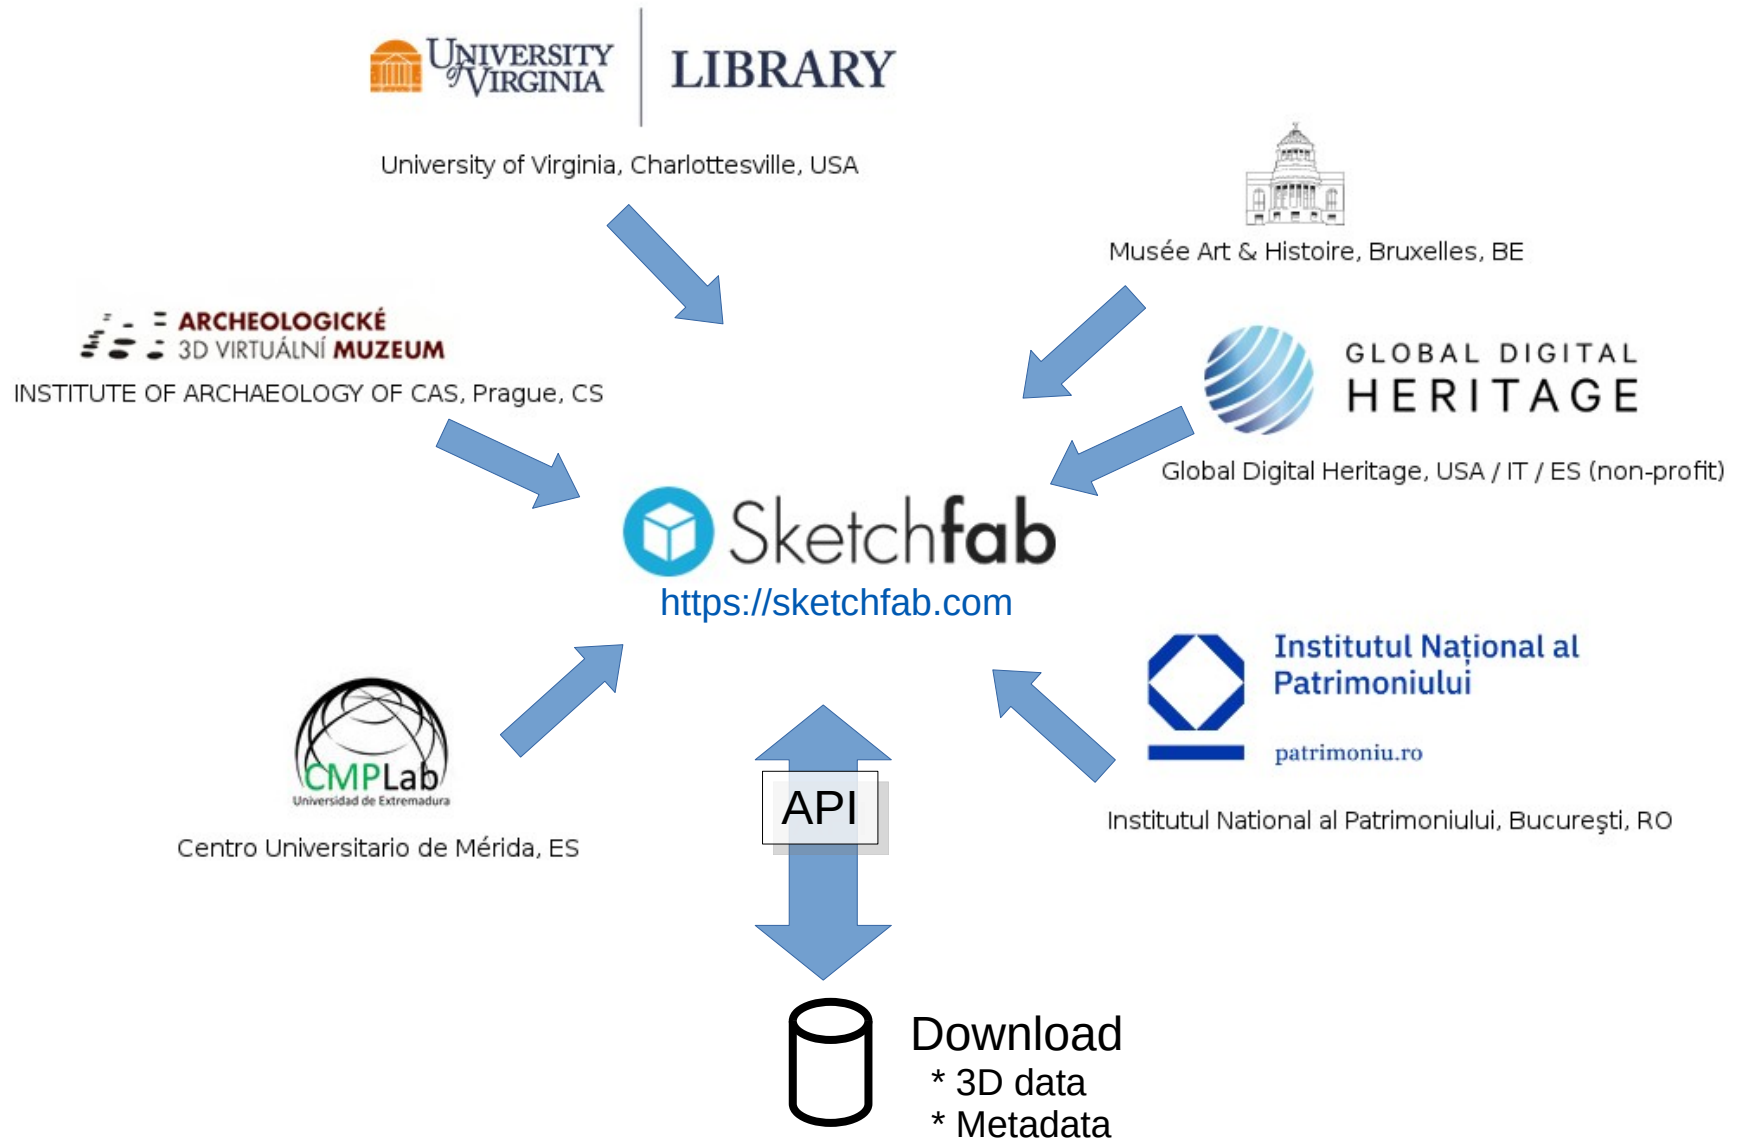 UNIVERSITY
of VIRGINIA
LIBRARY
University of Virginia, Charlottesville, USA
Musée Art & Histoire, Bruxelles, BE
ARCHEOLOGICKÉ
3D VIRTUÁLNÍ MUZEUM
INSTITUTE OF ARCHAEOLOGY OF CAS, Prague, CS
GLOBAL DIGITAL
HERITAGE
Global Digital Heritage, USA / IT / ES (non-profit)
Sketchfab
https://sketchfab.com
Institutul Național al
Patrimoniului
patrimoniu.ro
Institutul National al Patrimoniului, Bucureşti, RO
CMPLab
Universidad de Extremadura
Centro Universitario de Mérida, ES
API
Download
* 3D data
* Metadata